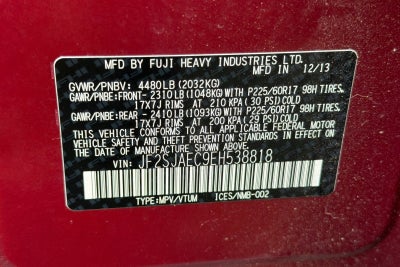 MFD BY FUJI HEAVY INDUSTRIES LTD.
MFD IN 12/13
GVWR/PNBV: 4480LB(2032KG)
GAWR/PNBE:FRONT- 2310LB(1048KG) WITH P225/60R17 98H TIRES,
17X7J RIMS AT 210 KPA(30 PSI)COLD
GAWR/PNBE:REAR - 2410LB(1093KG) WITH P225/60R17 98H TIRES,
17X7J RIMS AT 200 KPA(29 PSI)COLD
THIS VEHICLE CONFORMS TO ALL APPLICABLE FEDERAL MOTOR
VEHICLE SAFETY STANDARDS IN EFFECT ON THE DATE OF
MANUFACTURE SHOWN ABOVE.
VIN: JF2SJAEC9EH538818
TYPE:MPV/VTUM ICES/NMB-002